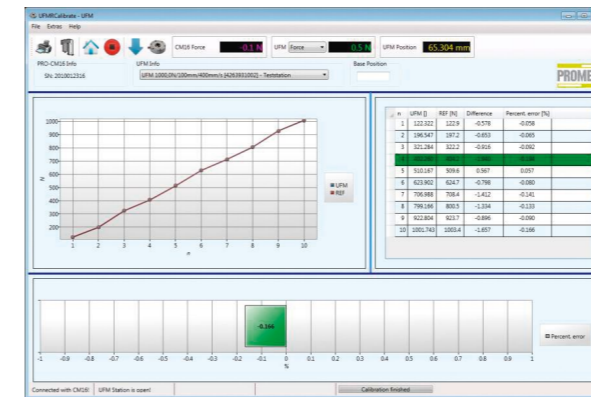 UFMRCalibrate - UFM
File Extras Help
CM16 Force -0.1 N UFM Force 0.5 N UFM Position 65.304 mm
PRO-CM16 Info UFM Info Base Position
SN: 2010012316 UFM 1000,0N/100mm/400mm/s [4263931002] - Teststation
PROME
1000
900
800
700
600
500
400
300
200
N
1 2 3 4 5 6 7 8 9 10
n
UFM
REF
n UFM [] REF [N] Difference Percent. error [%]
1 122.322 122.9 -0.578 -0.058
2 196.547 197.2 -0.653 -0.065
3 321.284 322.2 -0.916 -0.092
5 510.167 509.6 0.567 0.057
6 623.902 624.7 -0.798 -0.080
7 706.988 708.4 -1.412 -0.141
8 799.166 800.5 -1.334 -0.133
9 922.804 923.7 -0.896 -0.090
10 1001.743 1003.4 -1.657 -0.166
-0.166
Percent. error
-1 -0.9 -0.8 -0.7 -0.6 -0.5 -0.4 -0.3 -0.2 -0.1 0 0.1 0.2 0.3 0.4 0.5 0.6 0.7 0.8 0.9 1
%
Connected with CM16! UFM Station is open! Calibration finished